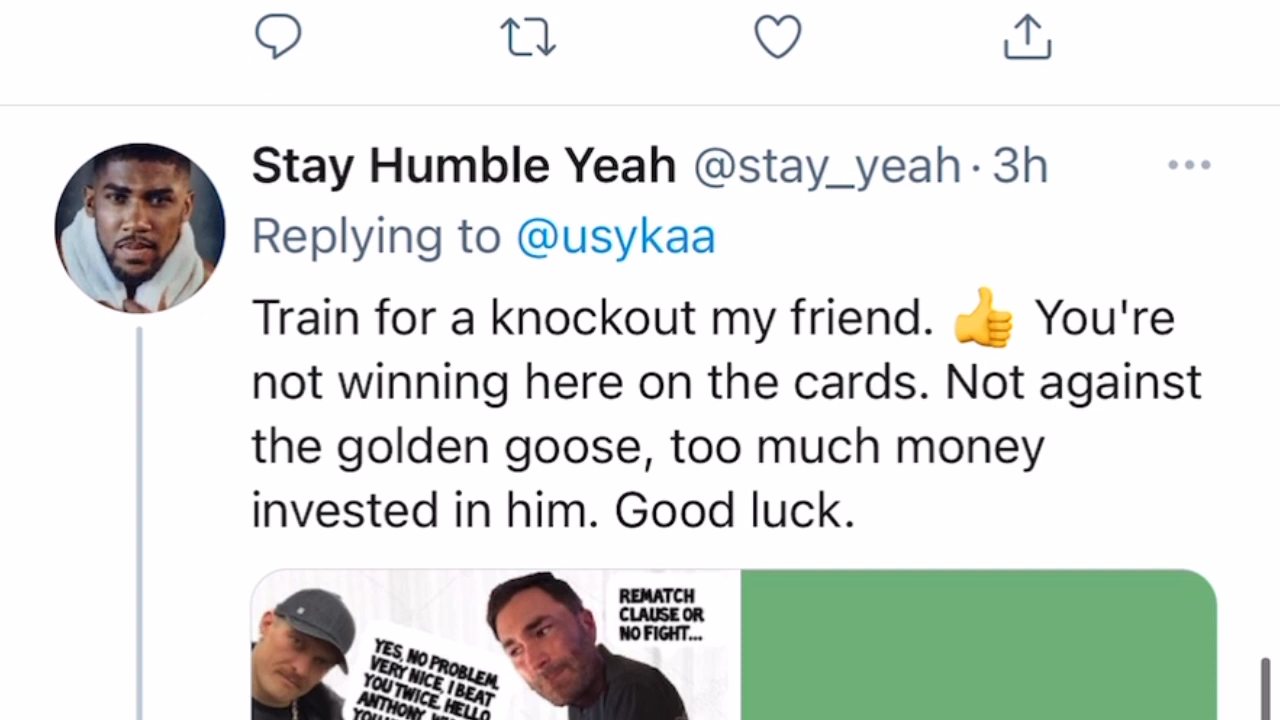 Stay Humble Yeah @stay_yeah · 3h
Replying to @usykaa
Train for a knockout my friend. 👍 You're
not winning here on the cards. Not against
the golden goose, too much money
invested in him. Good luck.
YES, NO PROBLEM.
VERY NICE, I BEAT
YOU TWICE. HELLO
ANTHONY,
REMATCH
CLAUSE OR
NO FIGHT...